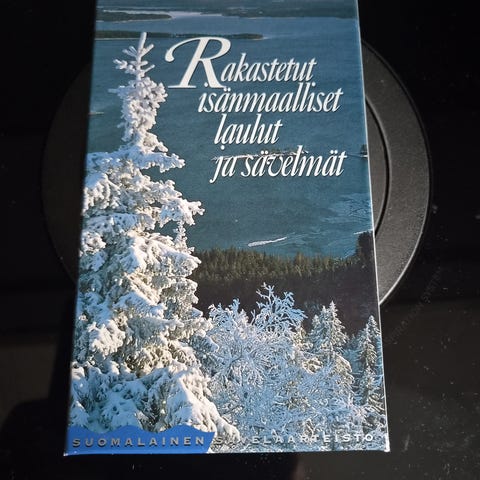 Rakastetut
isänmaalliset
laulut
ja sävelmät
SUOMALAINEN SÄVELAARTEISTO